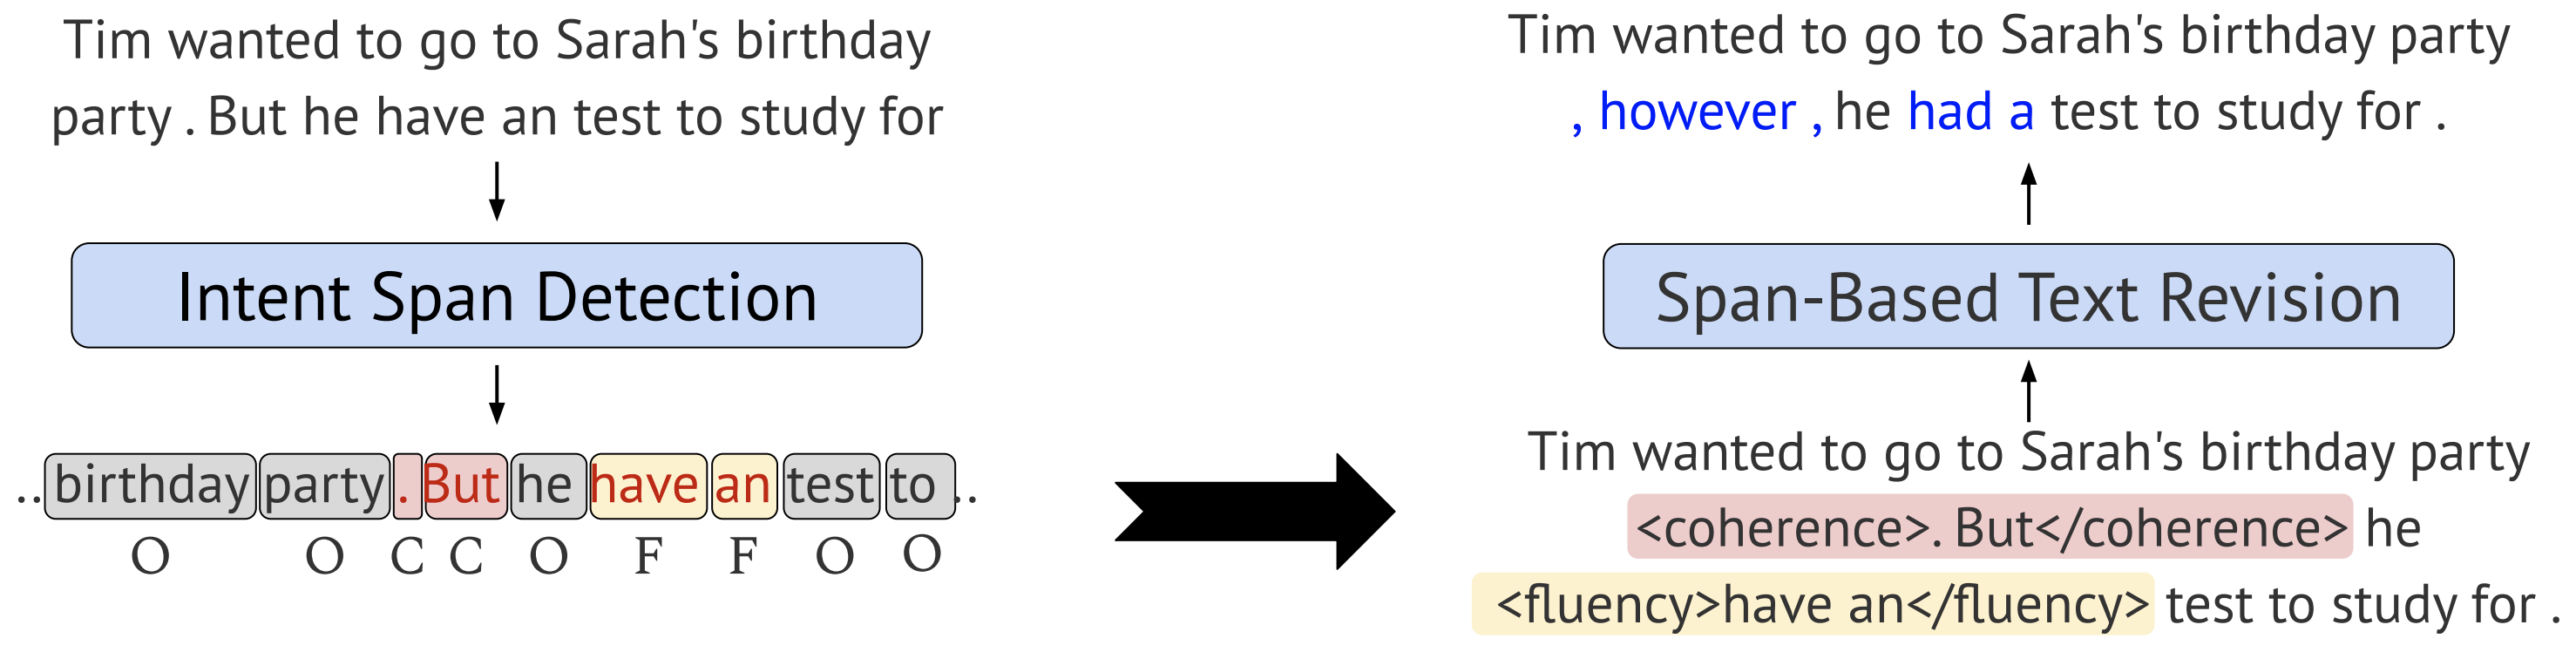 Tim wanted to go to Sarah's birthday
party . But he have an test to study for
Intent Span Detection
.. birthday party . But he have an test to ..
O O C C O F F O O
Tim wanted to go to Sarah's birthday party
, however , he had a test to study for .
Span-Based Text Revision
Tim wanted to go to Sarah's birthday party
<coherence>. But</coherence> he
<fluency>have an</fluency> test to study for .